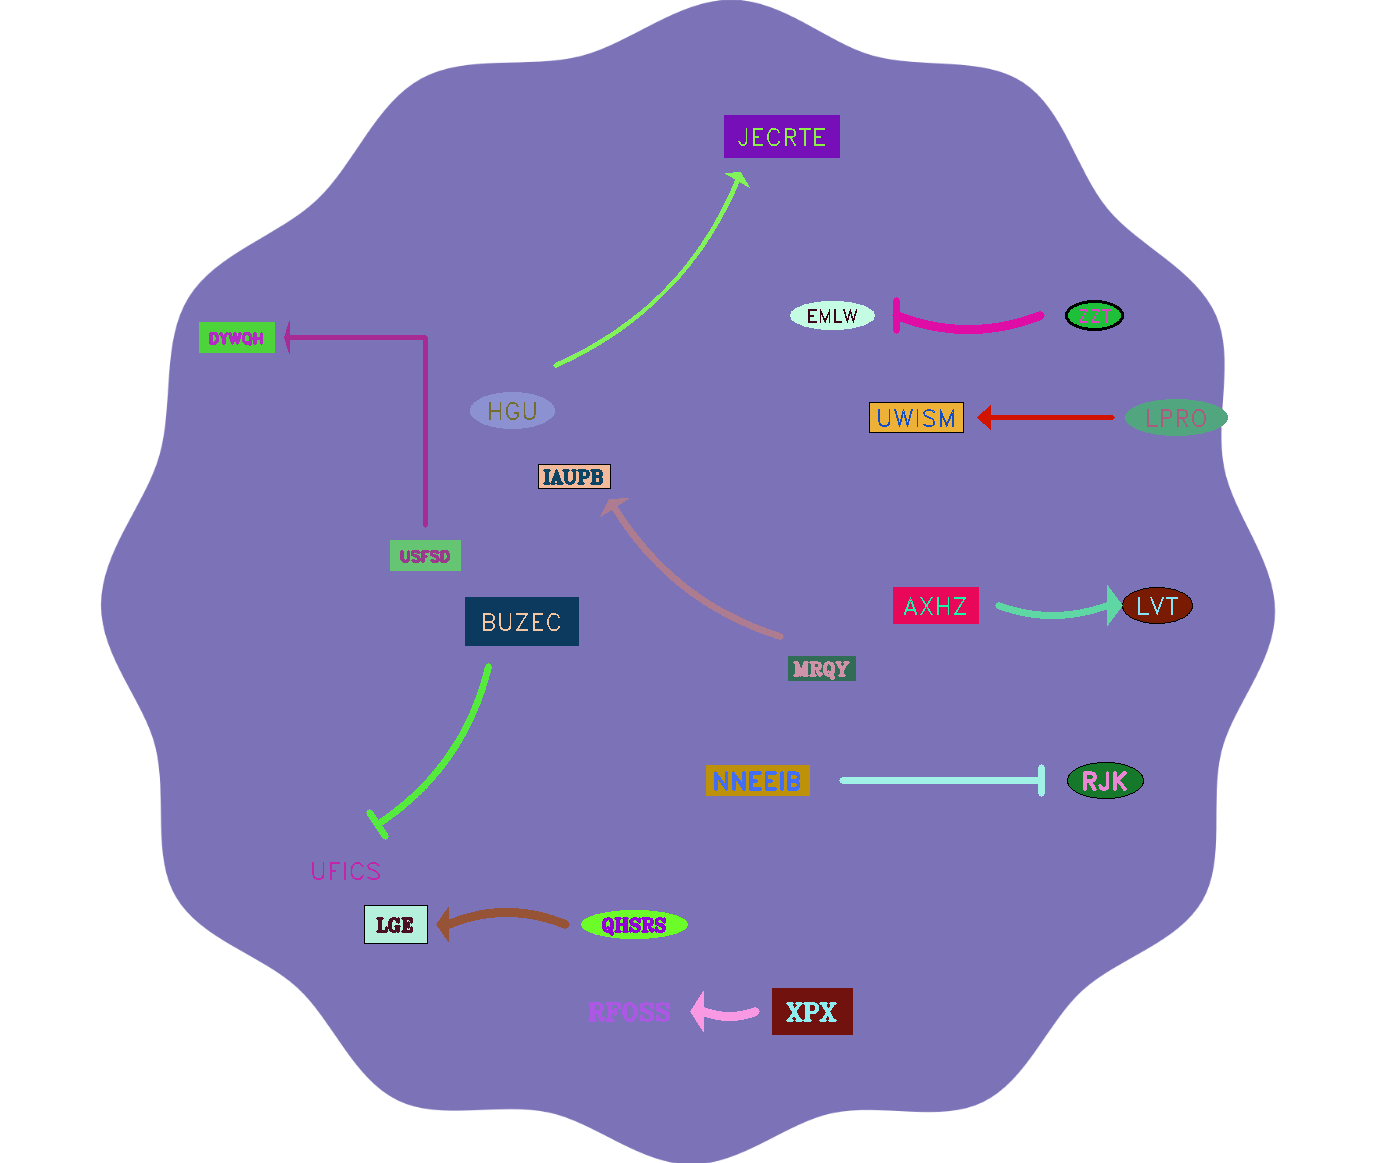 JECRTE
EMLW
ZZT
DYWQH
HGU
UWISM
LPRO
IAUPB
USFSD
BUZEC
AXHZ
LVT
MRQY
NNEEIB
RJK
UFICS
LGE
QHSRS
RFOSS
XPX